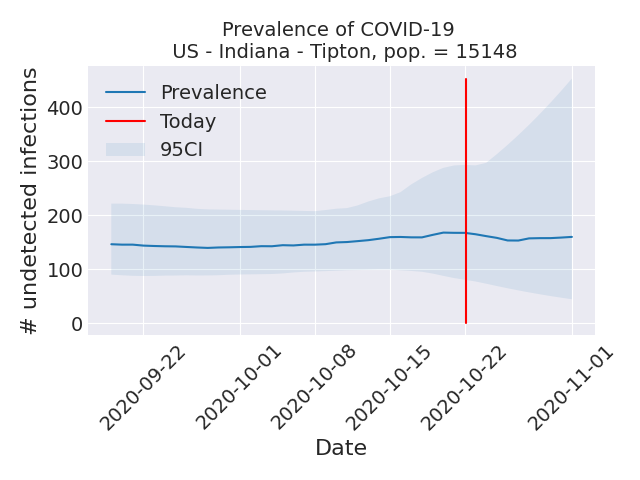 Prevalence of COVID-19
US - Indiana - Tipton, pop. = 15148
# undetected infections
400
300
200
100
0
Prevalence
Today
95CI
2020-09-22
2020-10-01
2020-10-08
2020-10-15
2020-10-22
2020-11-01
Date